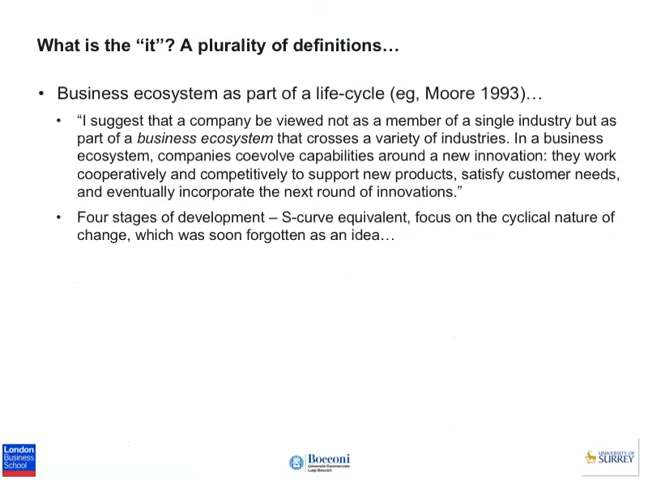 What is the “it”? A plurality of definitions…
• Business ecosystem as part of a life-cycle (eg, Moore 1993)…
• “I suggest that a company be viewed not as a member of a single industry but as
part of a business ecosystem that crosses a variety of industries. In a business
ecosystem, companies coevolve capabilities around a new innovation: they work
cooperatively and competitively to support new products, satisfy customer needs,
and eventually incorporate the next round of innovations.”
• Four stages of development – S-curve equivalent, focus on the cyclical nature of
change, which was soon forgotten as an idea…
London
Business
School
Bocconi
Università Commerciale
Luigi Bocconi
UNIVERSITY OF
SURREY